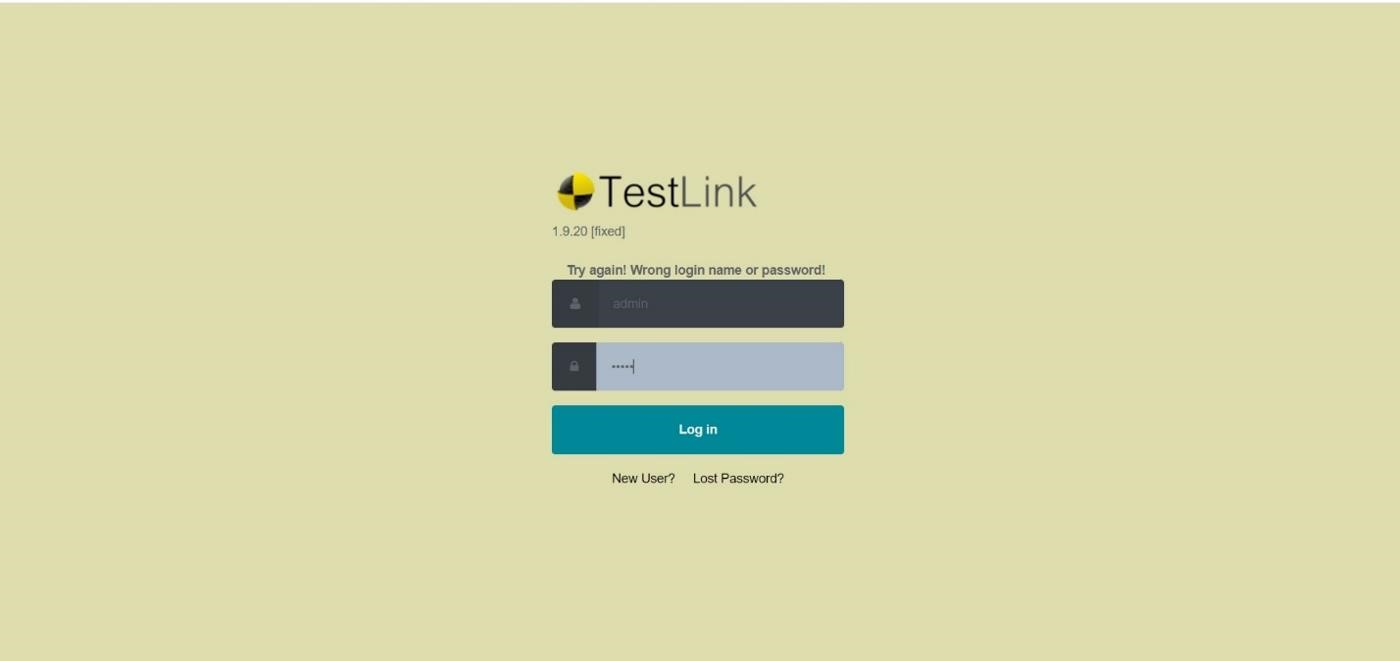 TestLink
1.9.20 [fixed]
Try again! Wrong login name or password!
admin
•••••
Log in
New User? Lost Password?